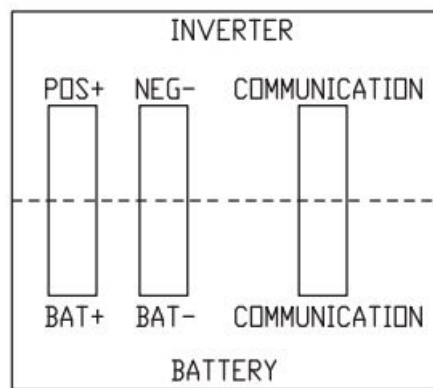 INVERTER
POS+ NEG- COMMUNICATION
BAT+ BAT- COMMUNICATION
BATTERY